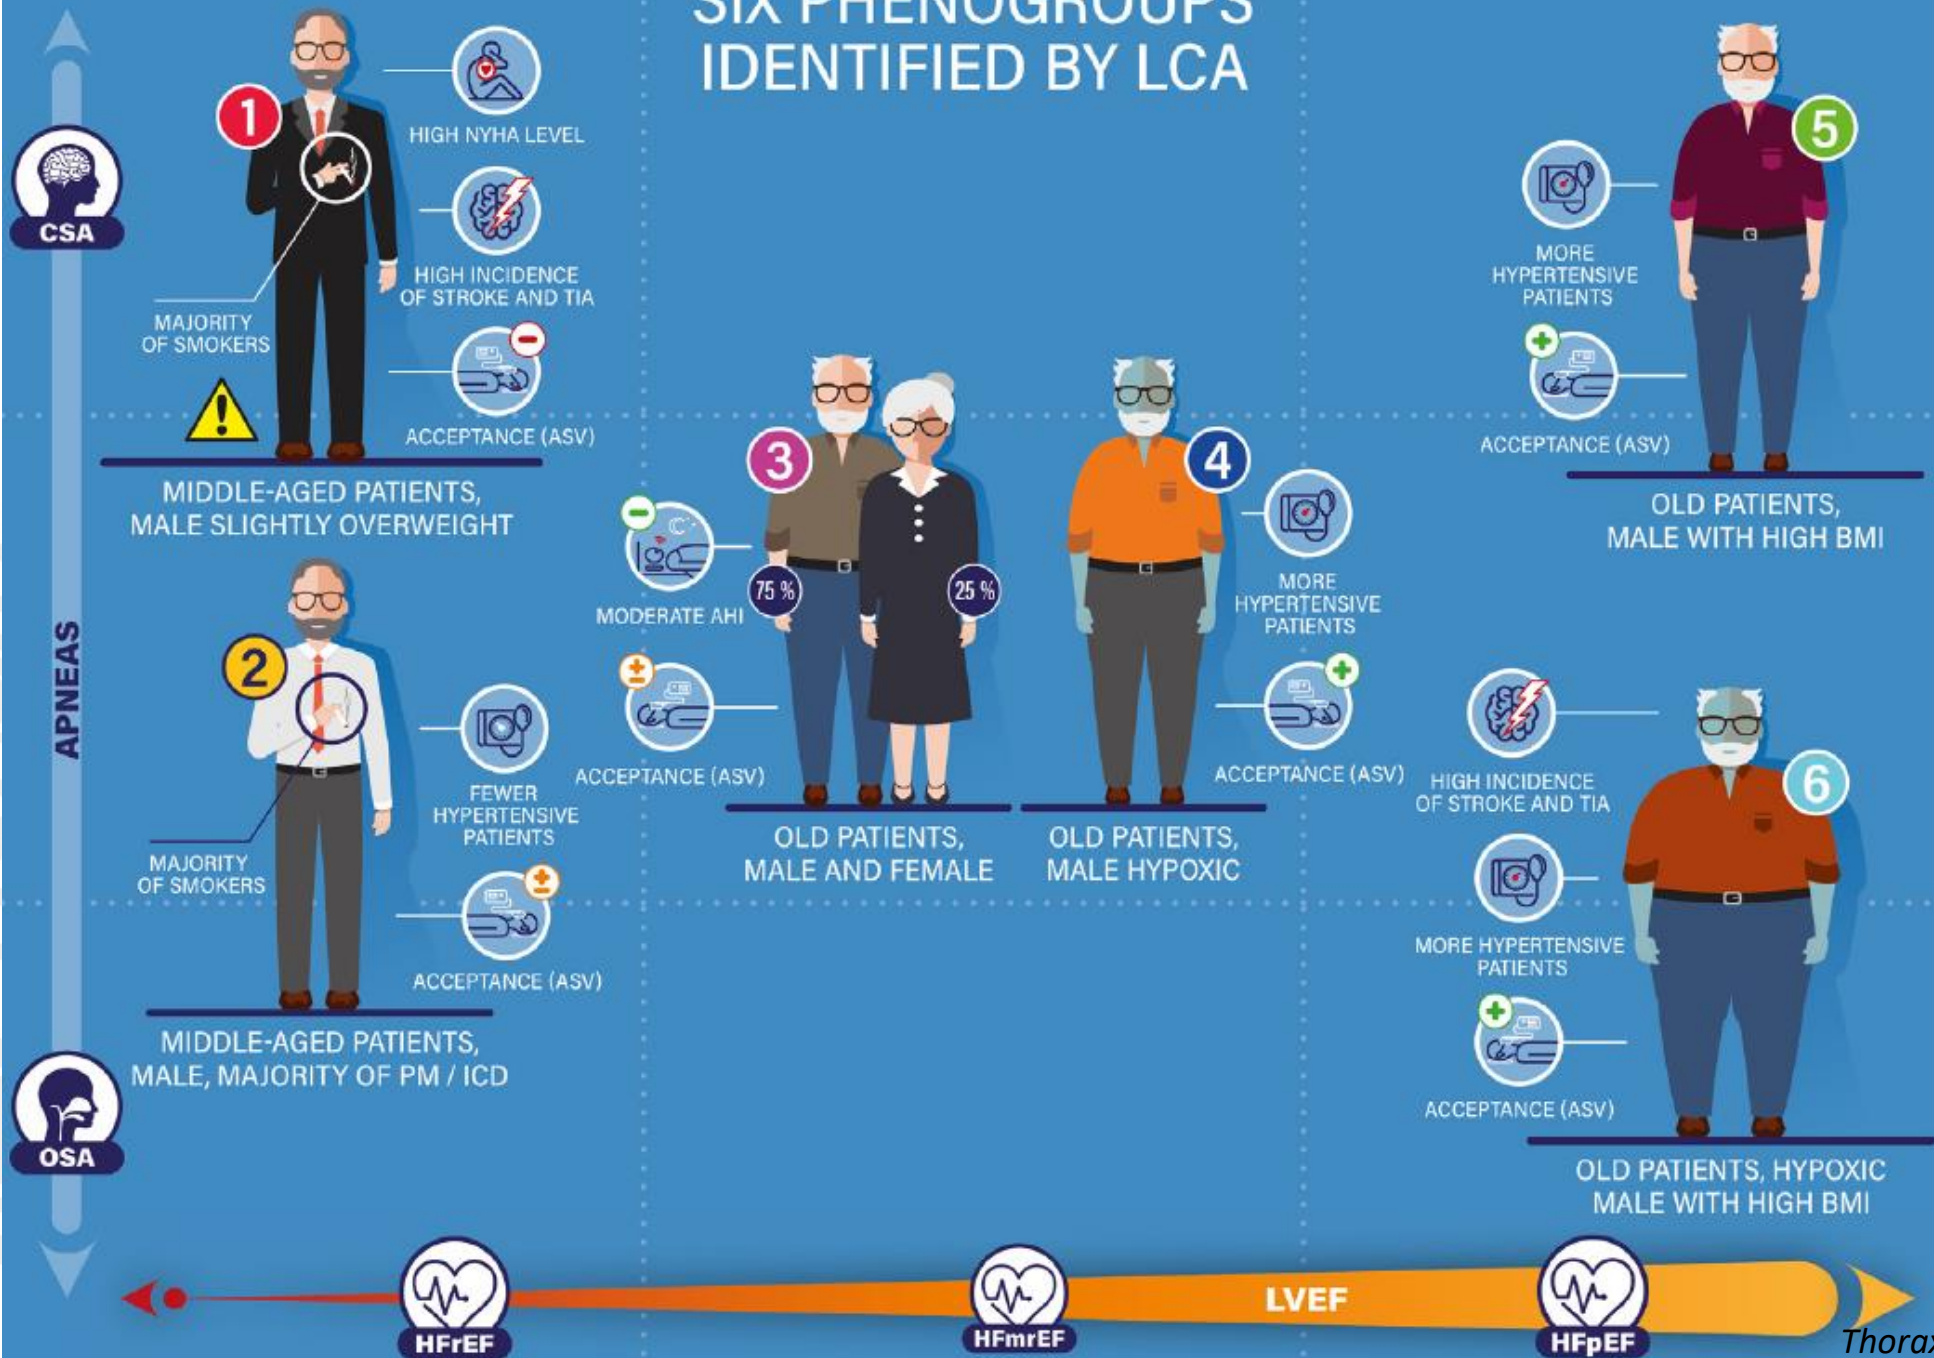 SIX PHENOGROUPS
IDENTIFIED BY LCA
CSA
APNEAS
OSA
1
HIGH NYHA LEVEL
HIGH INCIDENCE
OF STROKE AND TIA
MAJORITY
OF SMOKERS
ACCEPTANCE (ASV)
MIDDLE-AGED PATIENTS,
MALE SLIGHTLY OVERWEIGHT
2
FEWER
HYPERTENSIVE
PATIENTS
MAJORITY
OF SMOKERS
ACCEPTANCE (ASV)
MIDDLE-AGED PATIENTS,
MALE, MAJORITY OF PM / ICD
3
MODERATE AHI
75 %
25 %
ACCEPTANCE (ASV)
OLD PATIENTS,
MALE AND FEMALE
4
MORE
HYPERTENSIVE
PATIENTS
ACCEPTANCE (ASV)
OLD PATIENTS,
MALE HYPOXIC
5
MORE
HYPERTENSIVE
PATIENTS
ACCEPTANCE (ASV)
OLD PATIENTS,
MALE WITH HIGH BMI
6
HIGH INCIDENCE
OF STROKE AND TIA
MORE HYPERTENSIVE
PATIENTS
ACCEPTANCE (ASV)
OLD PATIENTS, HYPOXIC
MALE WITH HIGH BMI
HFrEF
HFmrEF
LVEF
HFpEF
Thorax